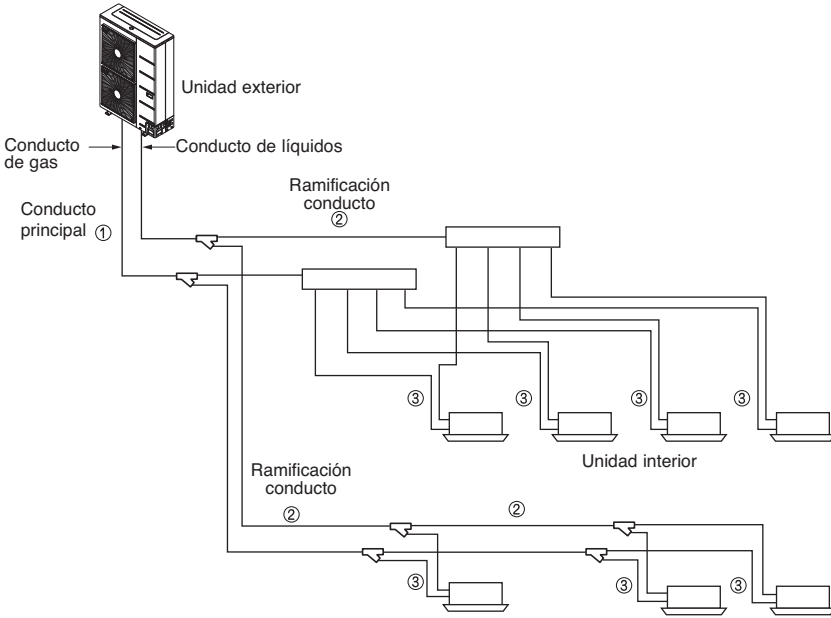 Unidad exterior
Conducto
de gas
Conducto de líquidos
Ramificación
conducto
②
Conducto
principal ①
③
③
③
③
Unidad interior
Ramificación
conducto
②
②
③
③
③